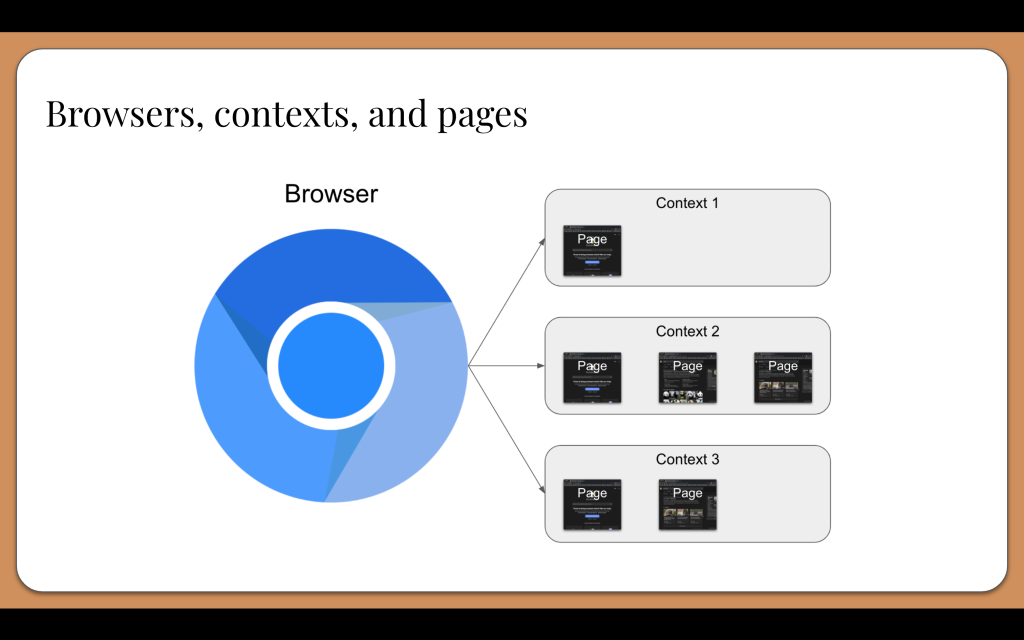 Browsers, contexts, and pages
Browser
Context 1
Page
Context 2
Page Page Page
Context 3
Page Page